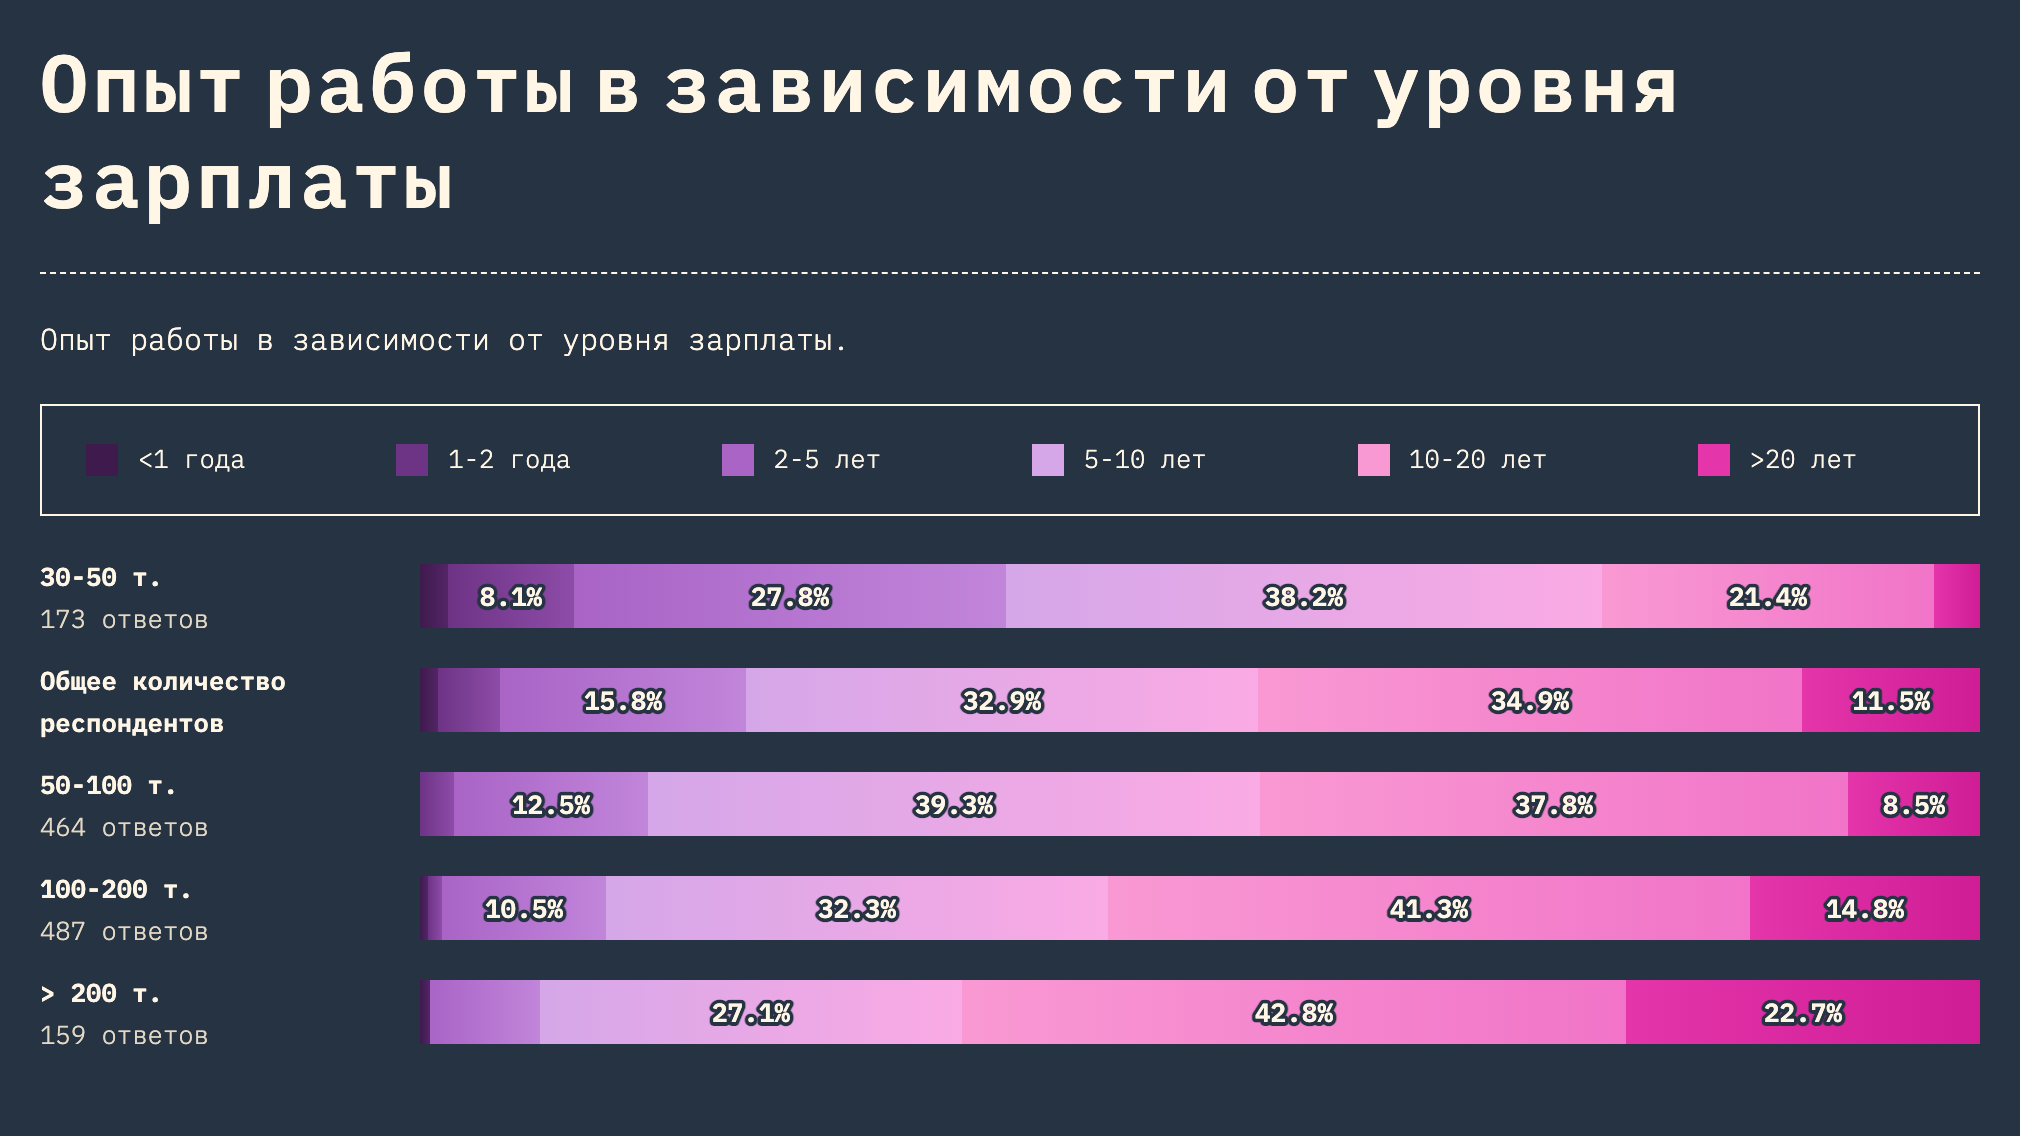 Опыт работы в зависимости от уровня
зарплаты
Опыт работы в зависимости от уровня зарплаты.
<1 года 1-2 года 2-5 лет 5-10 лет 10-20 лет >20 лет
30-50 т.
173 ответов
8.1% 27.8% 38.2% 21.4%
Общее количество
респондентов
15.8% 32.9% 34.9% 11.5%
50-100 т.
464 ответов
12.5% 39.3% 37.8% 8.5%
100-200 т.
487 ответов
10.5% 32.3% 41.3% 14.8%
> 200 т.
159 ответов
27.1% 42.8% 22.7%